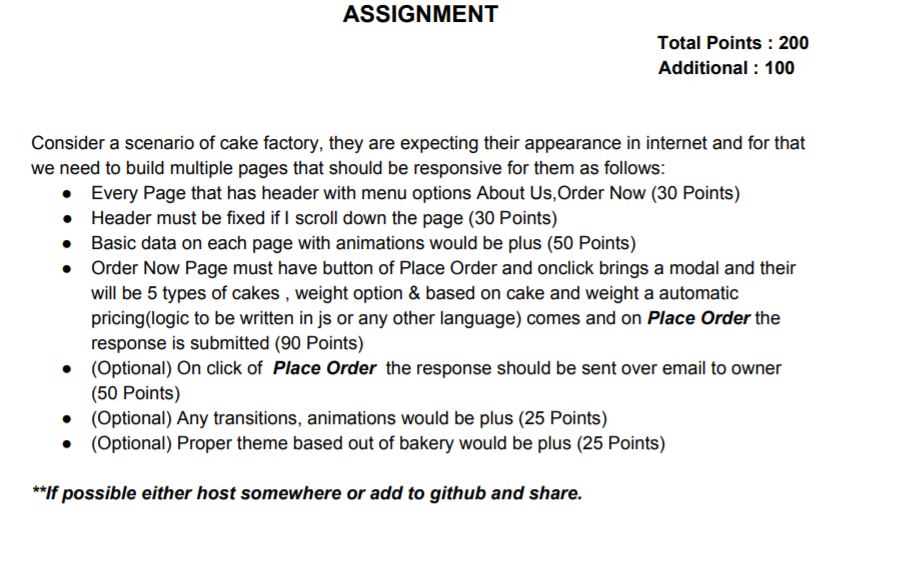 ASSIGNMENT
Total Points : 200
Additional : 100
Consider a scenario of cake factory, they are expecting their appearance in internet and for that
we need to build multiple pages that should be responsive for them as follows:
● Every Page that has header with menu options About Us,Order Now (30 Points)
● Header must be fixed if I scroll down the page (30 Points)
● Basic data on each page with animations would be plus (50 Points)
● Order Now Page must have button of Place Order and onclick brings a modal and their
will be 5 types of cakes , weight option & based on cake and weight a automatic
pricing(logic to be written in js or any other language) comes and on Place Order the
response is submitted (90 Points)
● (Optional) On click of Place Order the response should be sent over email to owner
(50 Points)
● (Optional) Any transitions, animations would be plus (25 Points)
● (Optional) Proper theme based out of bakery would be plus (25 Points)
**If possible either host somewhere or add to github and share.